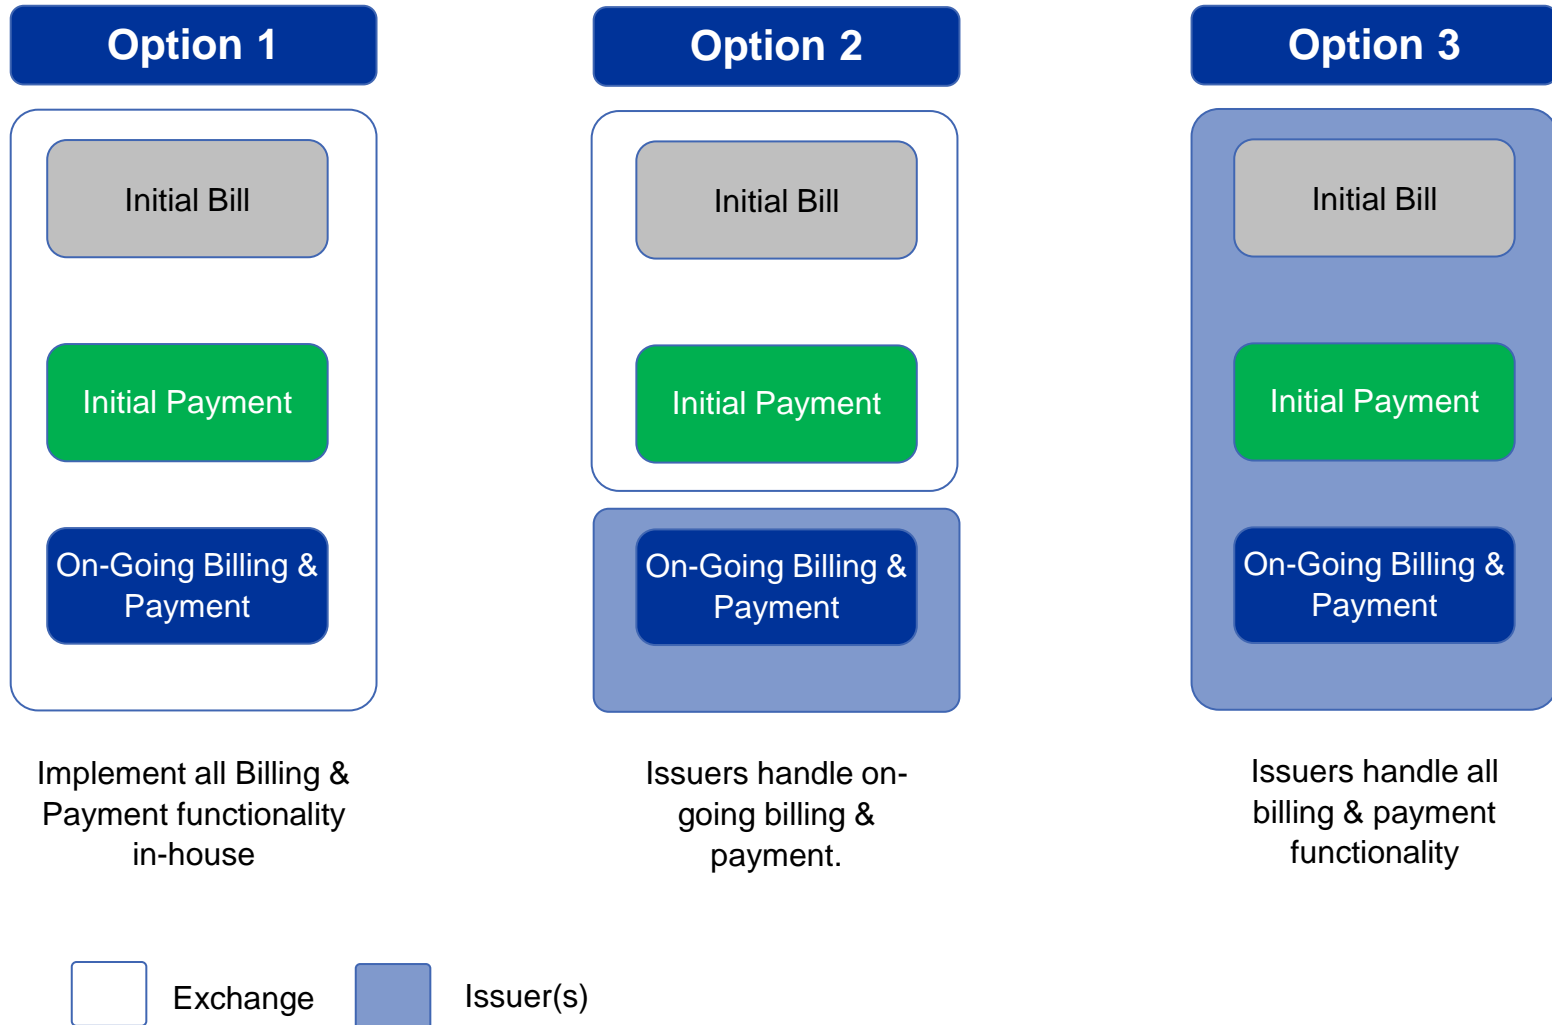 Option 1
Initial Bill
Initial Payment
On-Going Billing &
Payment
Implement all Billing &
Payment functionality
in-house
Option 2
Initial Bill
Initial Payment
On-Going Billing &
Payment
Issuers handle on-
going billing &
payment.
Option 3
Initial Bill
Initial Payment
On-Going Billing &
Payment
Issuers handle all
billing & payment
functionality
Exchange
Issuer(s)